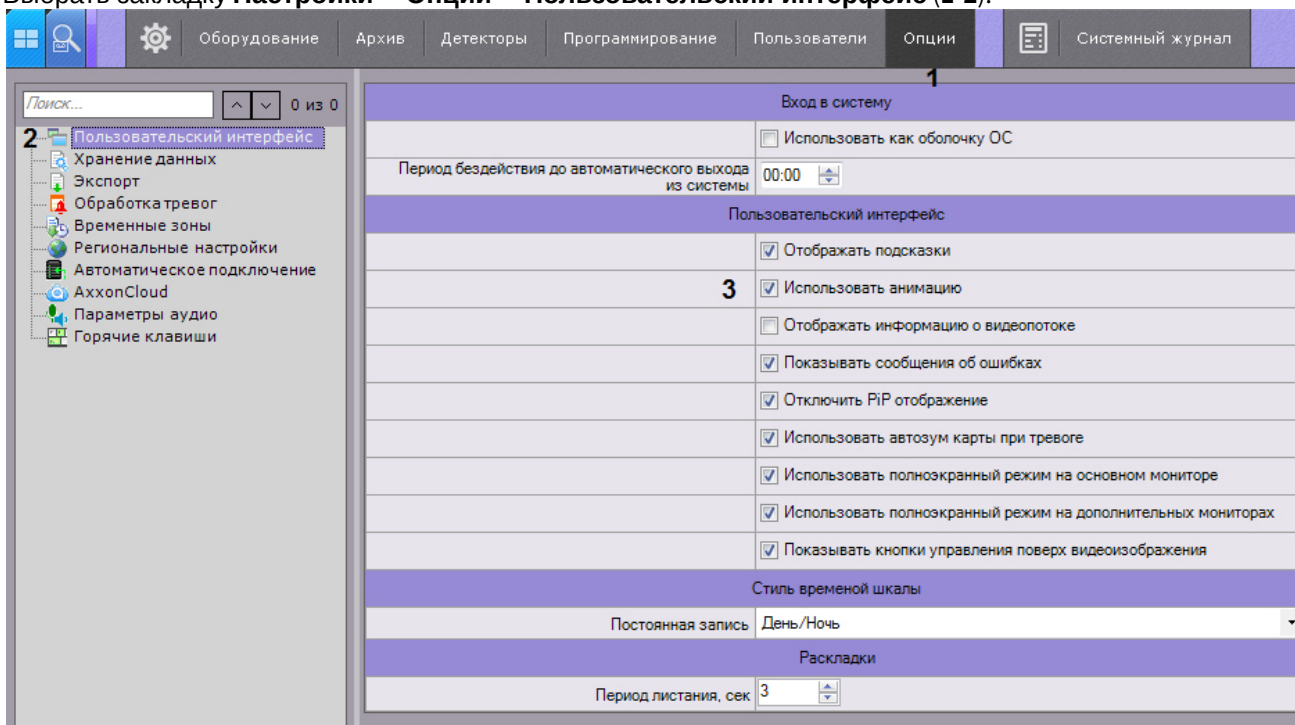 Выбрать закладку Настройки – Опции – Пользовательский интерфейс (1-2).
Оборудование Архив Детекторы Программирование Пользователи Опции Системный журнал
1
Поиск... 0 из 0
2 Пользовательский интерфейс
Хранение данных
Экспорт
Обработка тревог
Временные зоны
Региональные настройки
Автоматическое подключение
AxxonCloud
Параметры аудио
Горячие клавиши
Вход в систему
Использовать как оболочку ОС
Период бездействия до автоматического выхода
из системы 00:00
Пользовательский интерфейс
Отображать подсказки
3 Использовать анимацию
Отображать информацию о видеопотоке
Показывать сообщения об ошибках
Отключить PiP отображение
Использовать автозум карты при тревоге
Использовать полноэкранный режим на основном мониторе
Использовать полноэкранный режим на дополнительных мониторах
Показывать кнопки управления поверх видеоизображения
Стиль временой шкалы
Постоянная запись День/Ночь
Раскладки
Период листания, сек 3